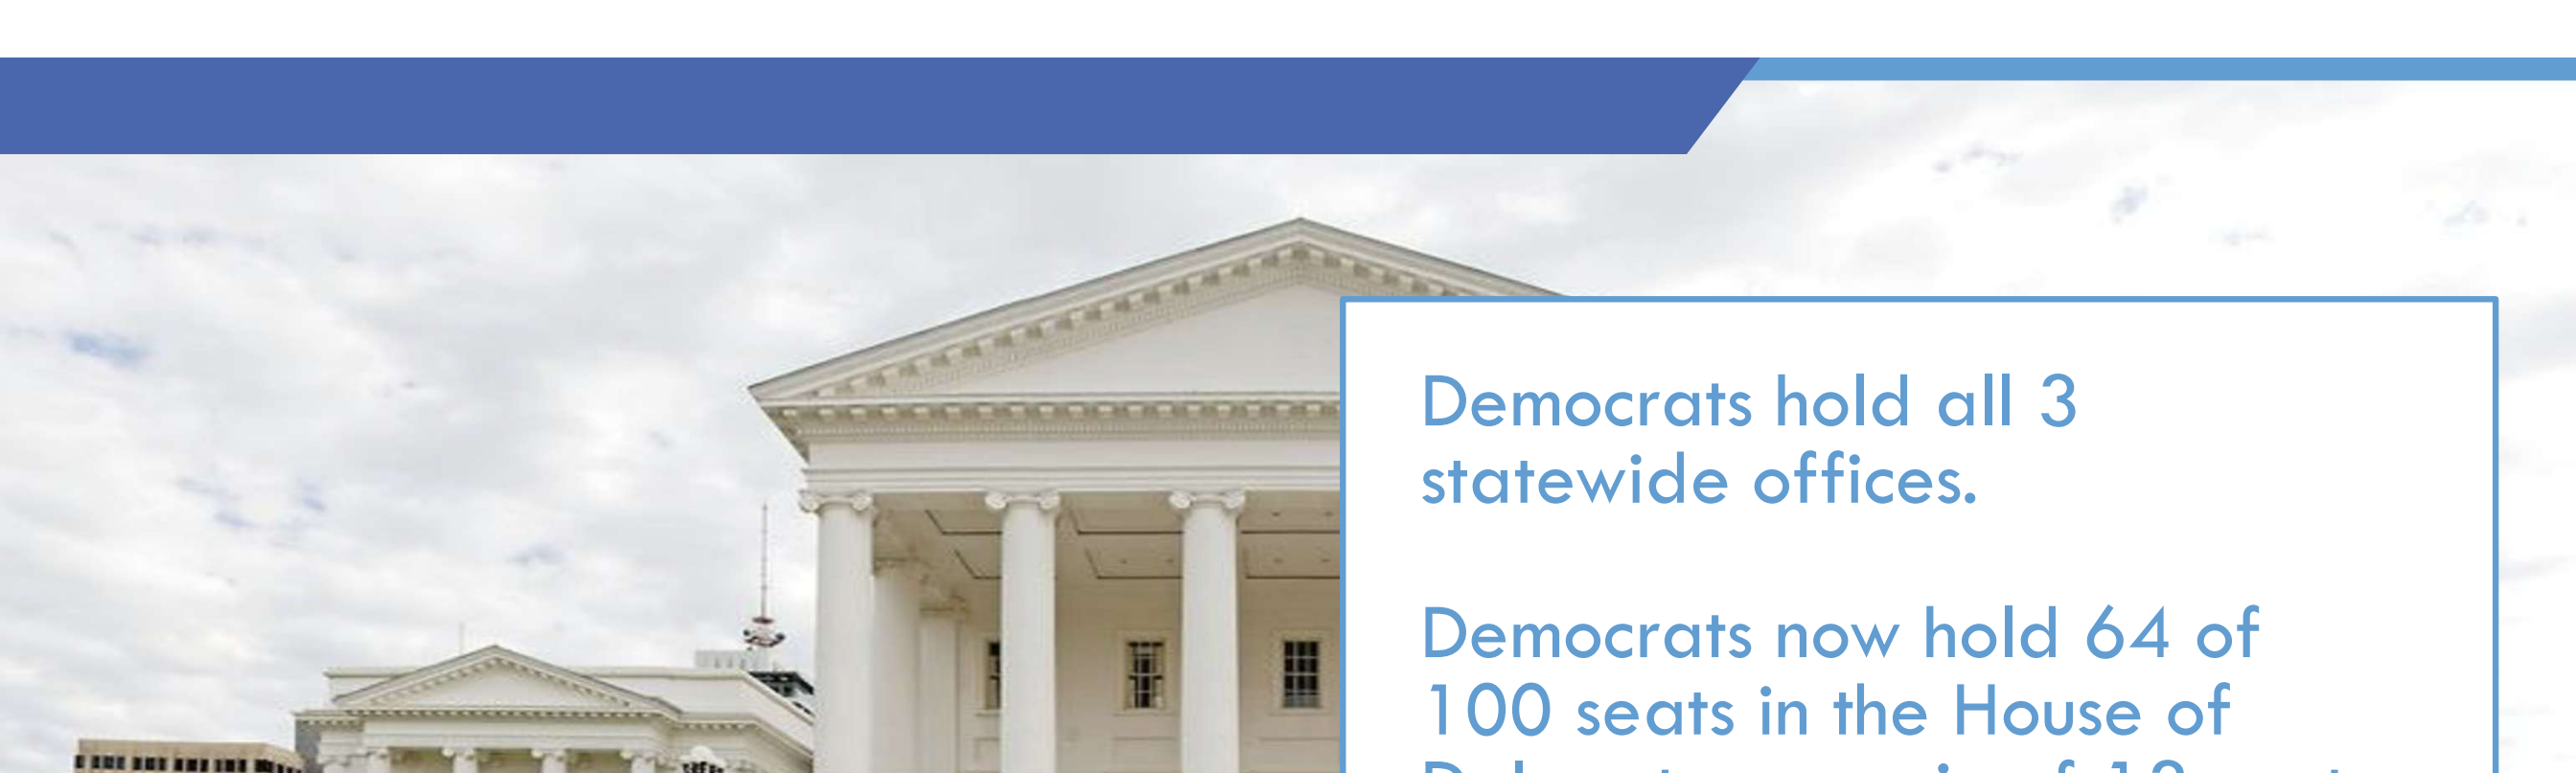 Democrats hold all 3
statewide offices.
Democrats now hold 64 of
100 seats in the House of